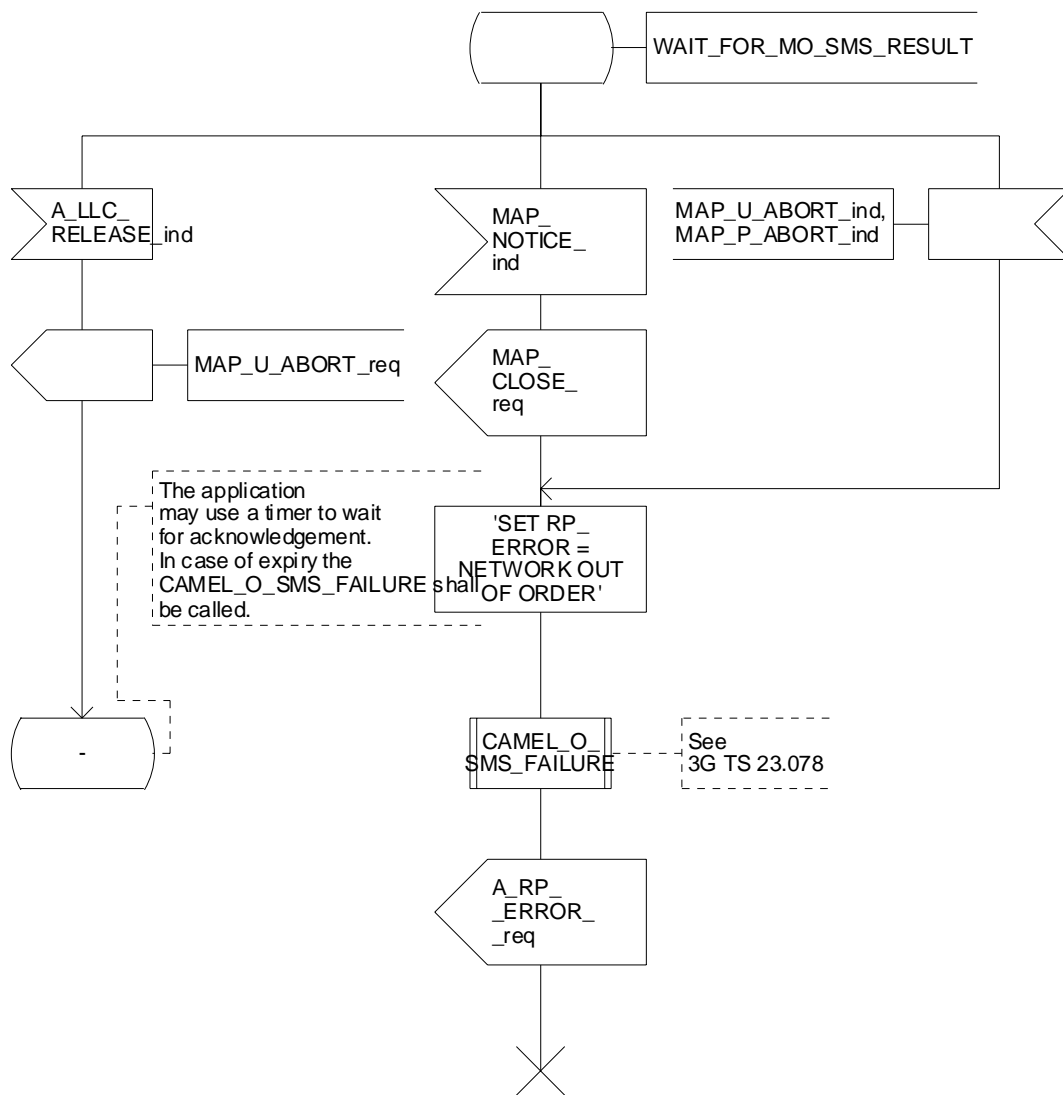 WAIT_FOR_MO_SMS_RESULT
A_LLC_
RELEASE_ind
MAP_
NOTICE_
ind
MAP_U_ABORT_ind,
MAP_P_ABORT_ind
MAP_U_ABORT_req
MAP_
CLOSE_
req
The application
may use a timer to wait
for acknowledgement.
In case of expiry the
CAMEL_O_SMS_FAILURE shall
be called.
'SET RP_
ERROR =
NETWORK OUT
OF ORDER'
-
CAMEL_O_
SMS_FAILURE
See
3G TS 23.078
A_RP_
_ERROR_
_req